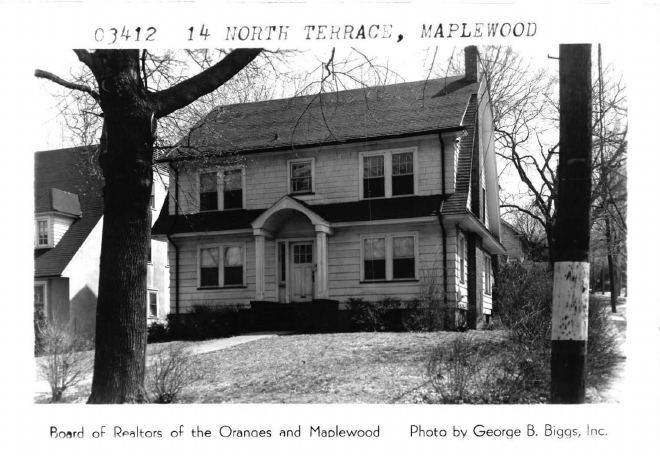 03412 14 NORTH TERRACE, MAPLEWOOD
Board of Realtors of the Oranges and Maplewood Photo by George B. Biggs, Inc.